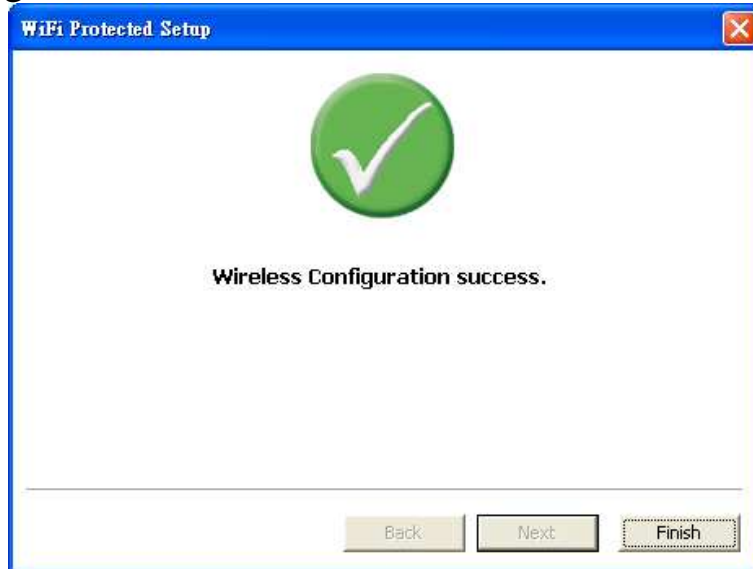 WiFi Protected Setup
Wireless Configuration success.
Back Next Finish